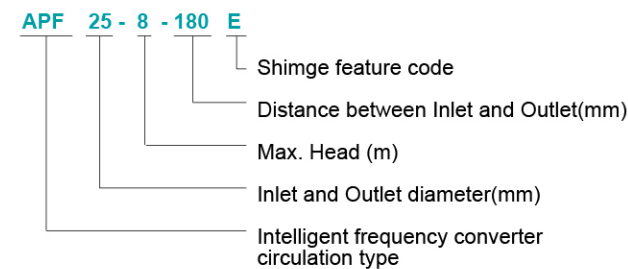 APF 25 - 8 - 180 E
Shimge feature code
Distance between Inlet and Outlet(mm)
Max. Head (m)
Inlet and Outlet diameter(mm)
Intelligent frequency converter
circulation type